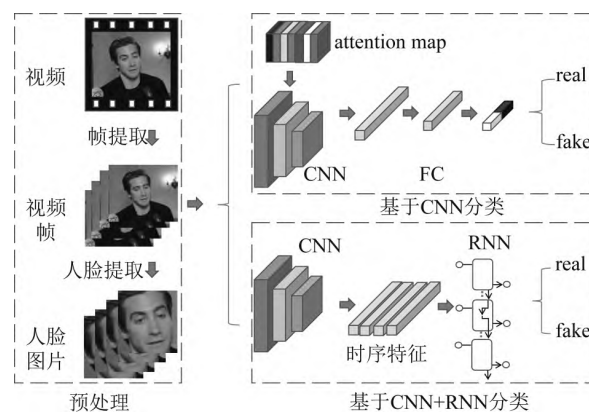 视频
帧提取
视频
帧
人脸提取
人脸
图片
预处理
attention map
CNN
FC
real
fake
基于CNN分类
CNN
RNN
时序特征
real
fake
基于CNN+RNN分类